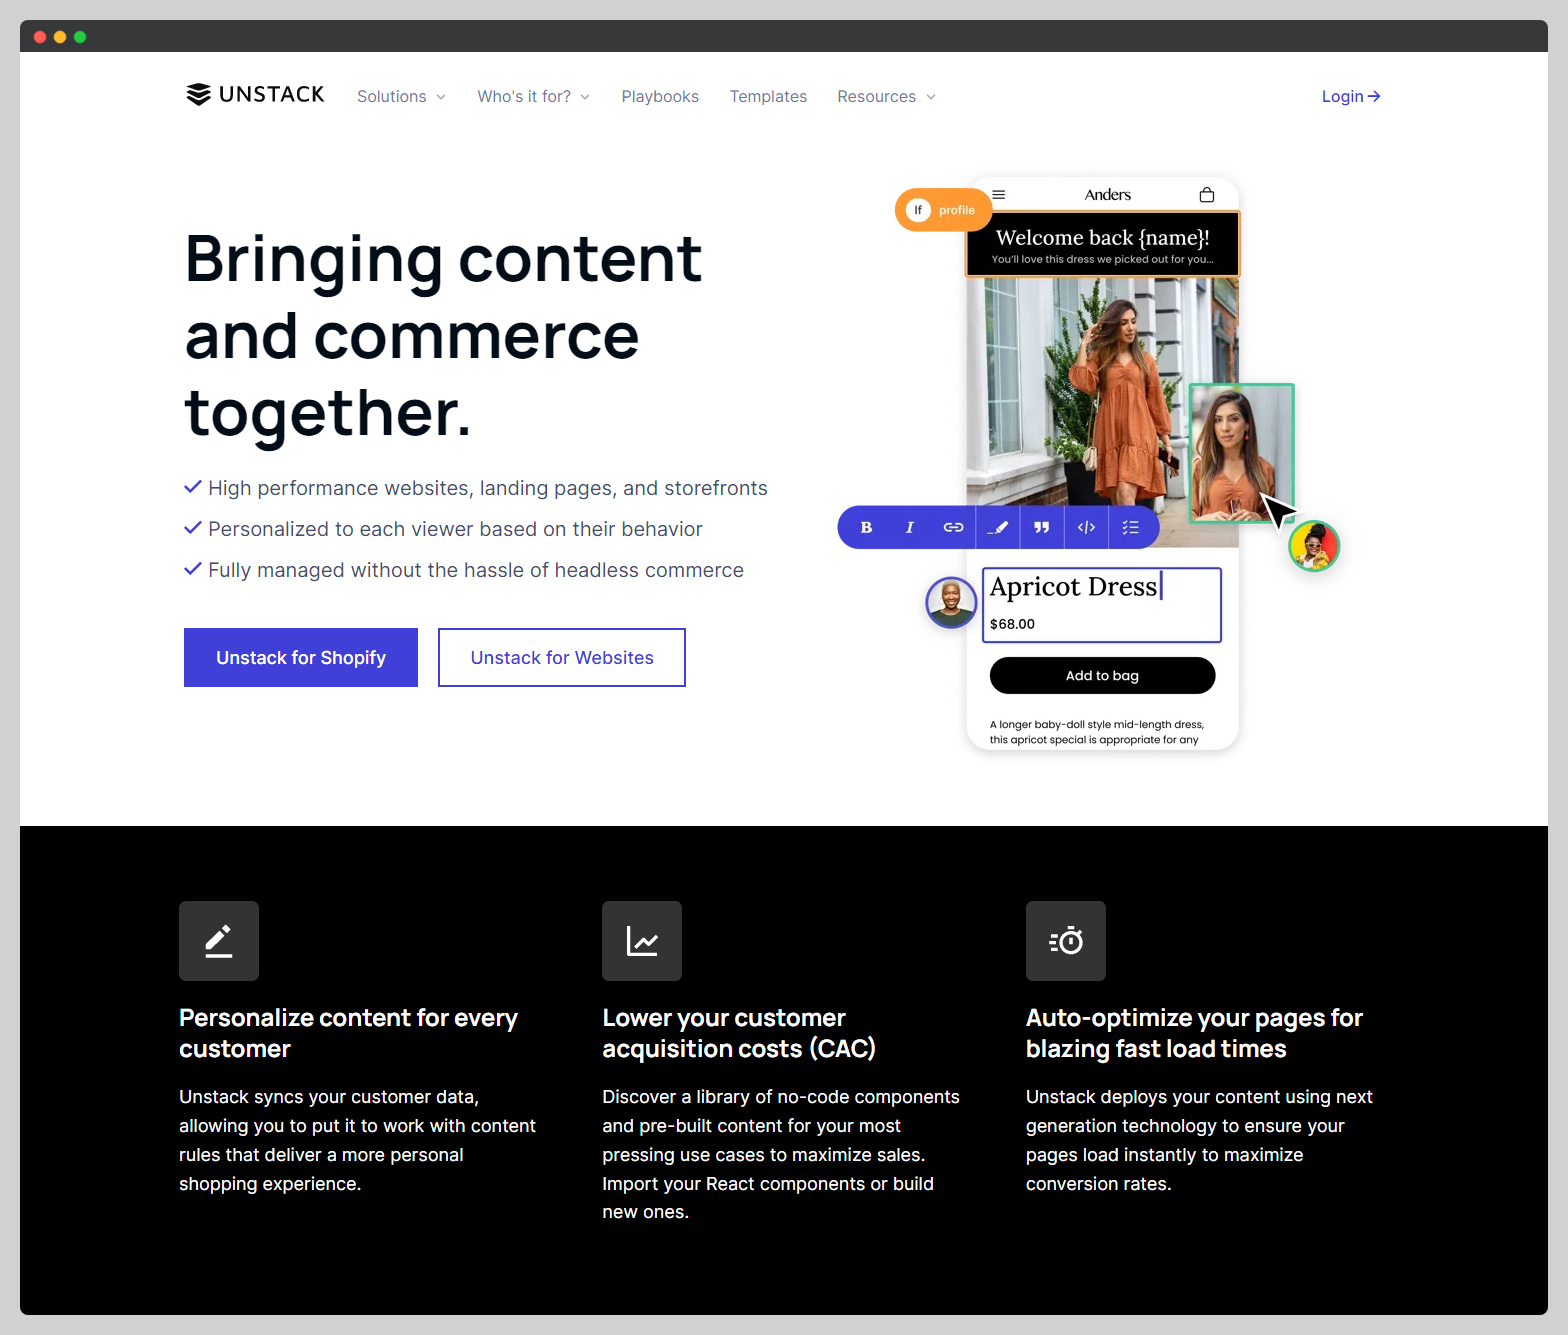 UNSTACK
Solutions
Who's it for?
Playbooks
Templates
Resources
Login
Bringing content
and commerce
together.
High performance websites, landing pages, and storefronts
Personalized to each viewer based on their behavior
Fully managed without the hassle of headless commerce
Unstack for Shopify
Unstack for Websites
If profile
Anders
Welcome back {name}!
You'll love this dress we picked out for you...
B I
Apricot Dress
$68.00
Add to bag
A longer baby-doll style mid-length dress,
this apricot special is appropriate for any
Personalize content for every
customer
Unstack syncs your customer data,
allowing you to put it to work with content
rules that deliver a more personal
shopping experience.
Lower your customer
acquisition costs (CAC)
Discover a library of no-code components
and pre-built content for your most
pressing use cases to maximize sales.
Import your React components or build
new ones.
Auto-optimize your pages for
blazing fast load times
Unstack deploys your content using next
generation technology to ensure your
pages load instantly to maximize
conversion rates.